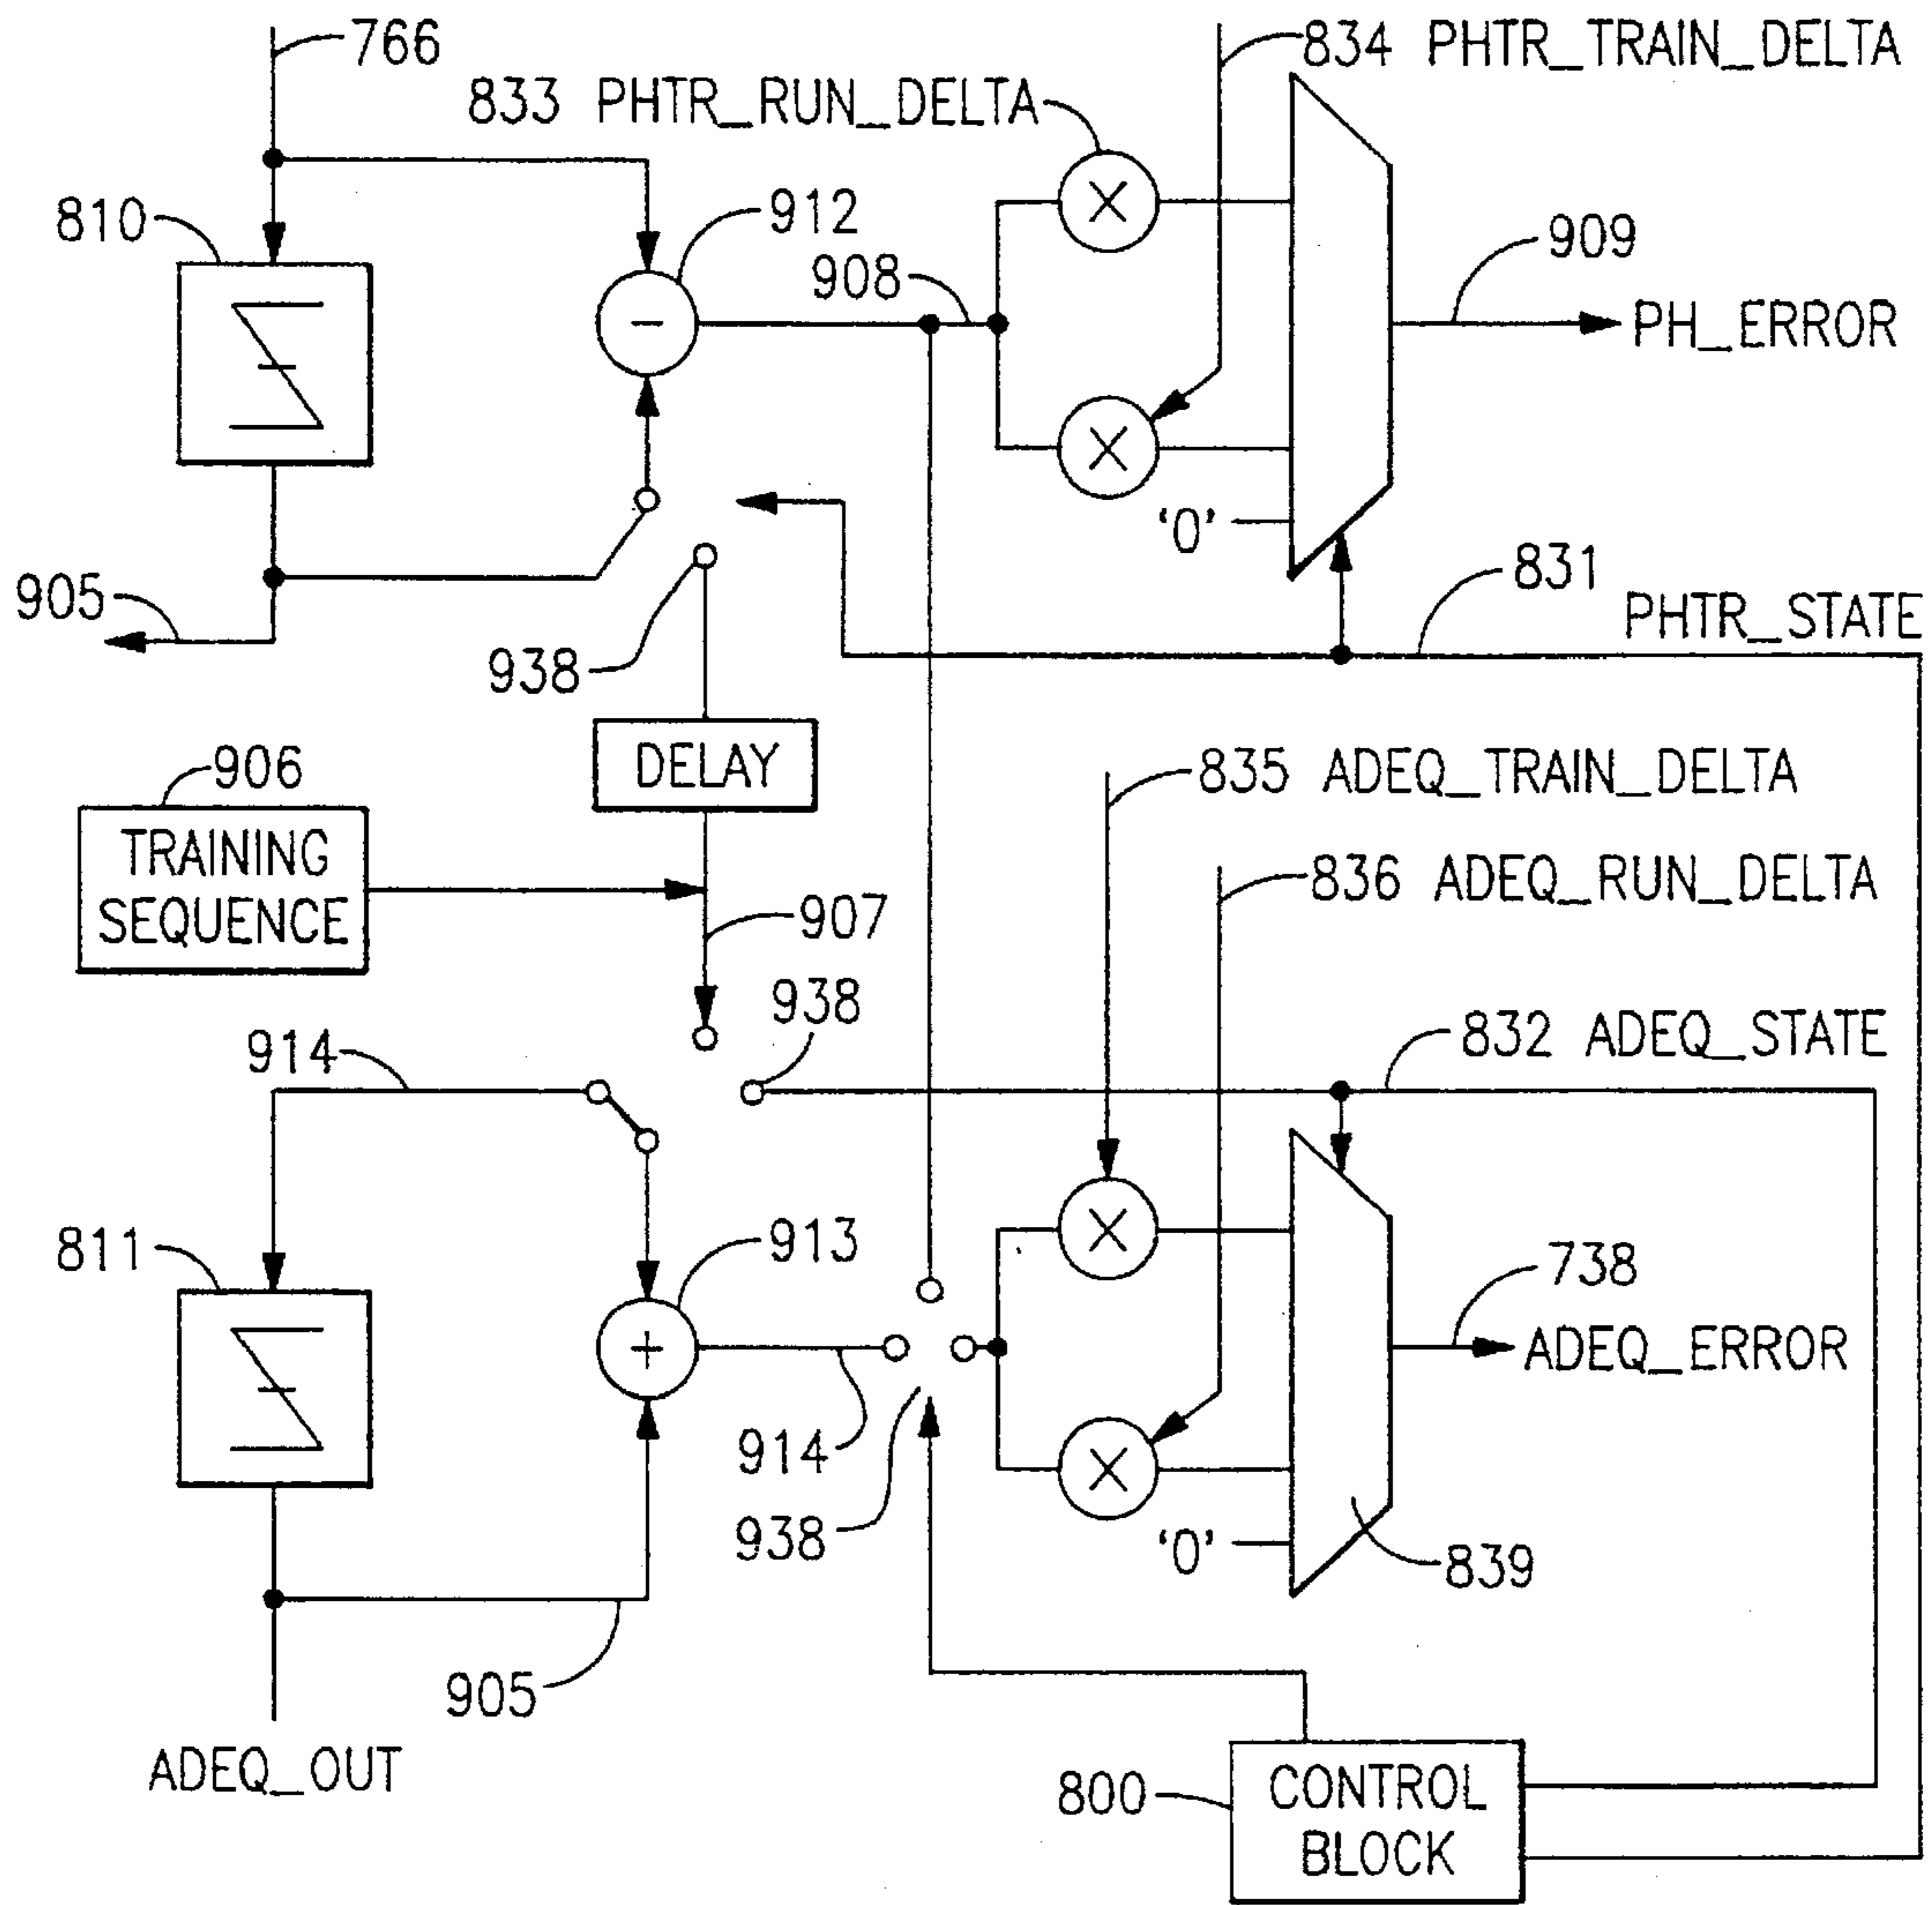 766
834 PHTR_TRAIN_DELTA
833 PHTR_RUN_DELTA
810
912
908
909
PH_ERROR
'0'
831
905
PHTR_STATE
938
DELAY
906
835 ADEQ_TRAIN_DELTA
TRAINING
SEQUENCE
836 ADEQ_RUN_DELTA
907
938
914
832 ADEQ_STATE
811
913
738
ADEQ_ERROR
914
938
'0'
839
905
ADEQ_OUT
800
CONTROL
BLOCK